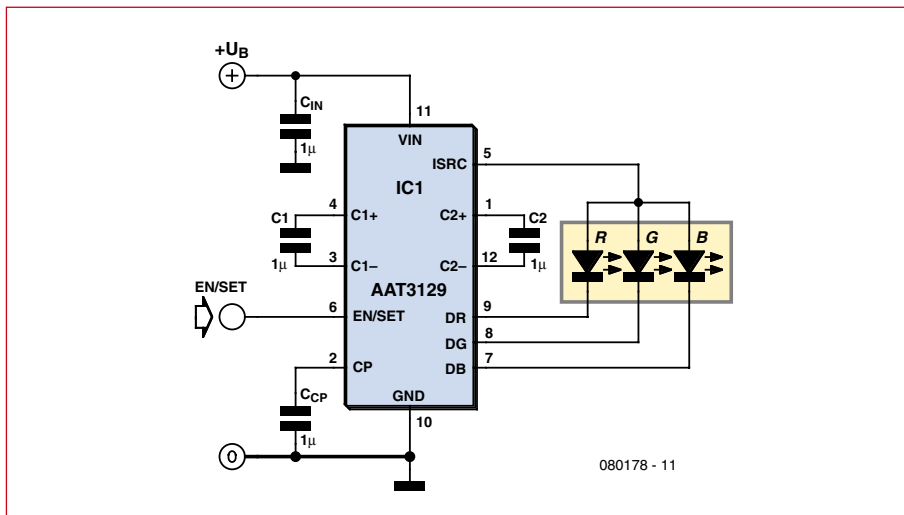 +UB
CIN
1µ
11
VIN
ISRC
5
IC1
4
C1+
C1
1µ
3
C1–
C2+
1
C2
C2–
12
1µ
R
G
B
AAT3129
EN/SET
6
EN/SET
DR
9
DG
8
DB
7
2
CP
CCP
1µ
GND
10
0
080178 - 11